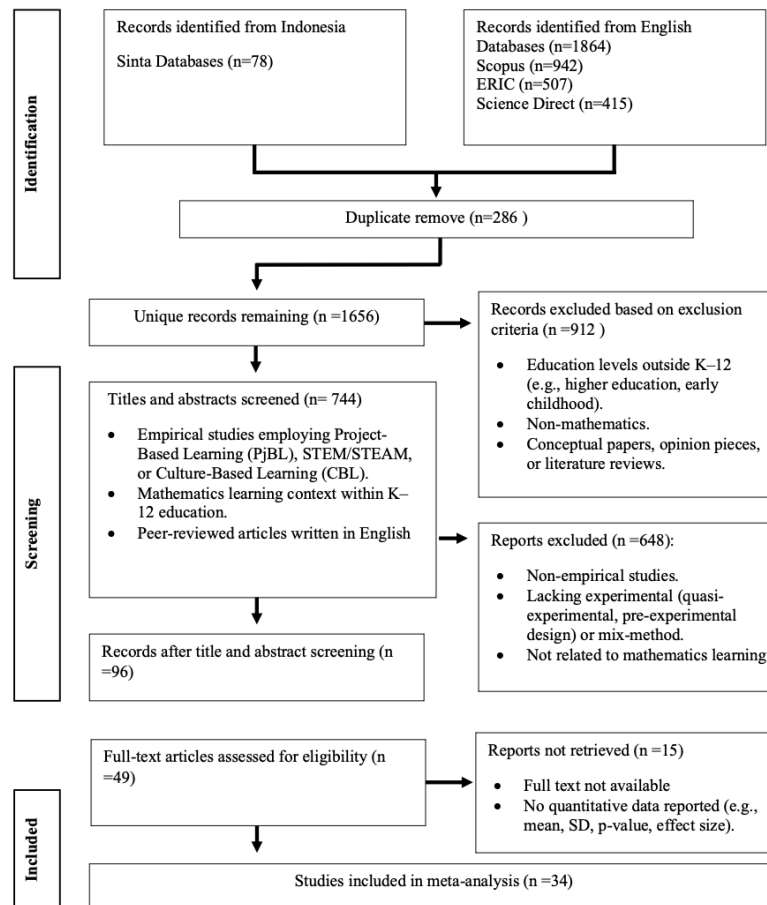 Identification
Records identified from Indonesia
Sinta Databases (n=78)
Records identified from English
Databases (n=1864)
Scopus (n=942)
ERIC (n=507)
Science Direct (n=415)
Duplicate remove (n=286 )
Unique records remaining (n =1656)
Records excluded based on exclusion
criteria (n =912 )
• Education levels outside K–12
(e.g., higher education, early
childhood).
• Non-mathematics.
• Conceptual papers, opinion pieces,
or literature reviews.
Screening
Titles and abstracts screened (n= 744)
• Empirical studies employing Project-
Based Learning (PjBL), STEM/STEAM,
or Culture-Based Learning (CBL).
• Mathematics learning context within K–
12 education.
• Peer-reviewed articles written in English
Reports excluded (n =648):
• Non-empirical studies.
• Lacking experimental (quasi-
experimental, pre-experimental
design) or mix-method.
• Not related to mathematics learning
Records after title and abstract screening (n
=96)
Full-text articles assessed for eligibility (n
=49)
Reports not retrieved (n =15)
• Full text not available
• No quantitative data reported (e.g.,
mean, SD, p-value, effect size).
Included
Studies included in meta-analysis (n =34)